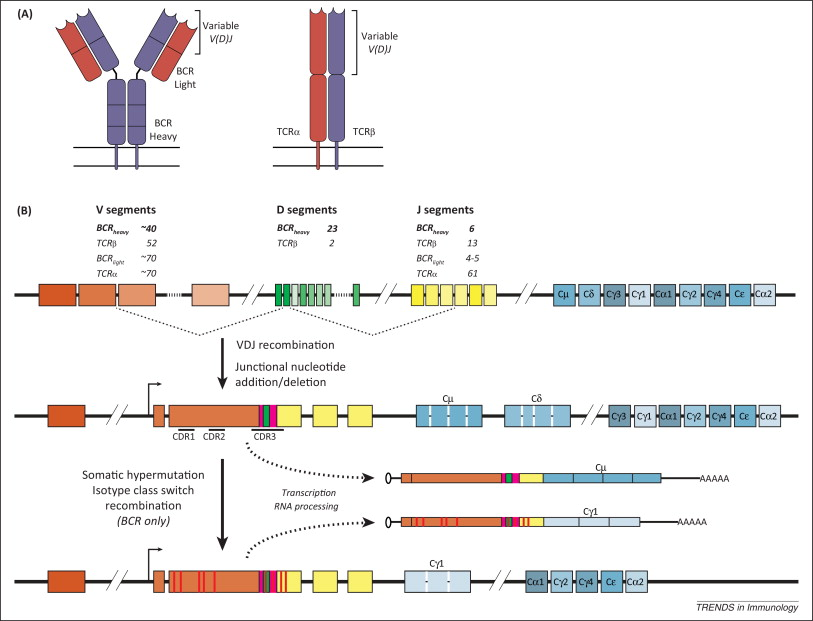 (A)
Variable
V(D)J
BCR
Light
BCR
Heavy
Variable
V(D)J
TCRα
TCRβ
(B)
V segments
BCRheavy ~40
TCRβ 52
BCRlight ~70
TCRα ~70
D segments
BCRheavy 23
TCRβ 2
J segments
BCRheavy 6
TCRβ 13
BCRlight 4-5
TCRα 61
Cμ Cδ Cγ3 Cγ1 Cα1 Cγ2 Cγ4 Cε Cα2
VDJ recombination
Junctional nucleotide
addition/deletion
Cμ Cδ
Cγ3 Cγ1 Cα1 Cγ2 Cγ4 Cε Cα2
CDR1 CDR2 CDR3
Somatic hypermutation
Isotype class switch
recombination
(BCR only)
Transcription
RNA processing
Cμ
AAAAA
Cγ1
AAAAA
Cγ1
Cα1 Cγ2 Cγ4 Cε Cα2
TRENDS in Immunology